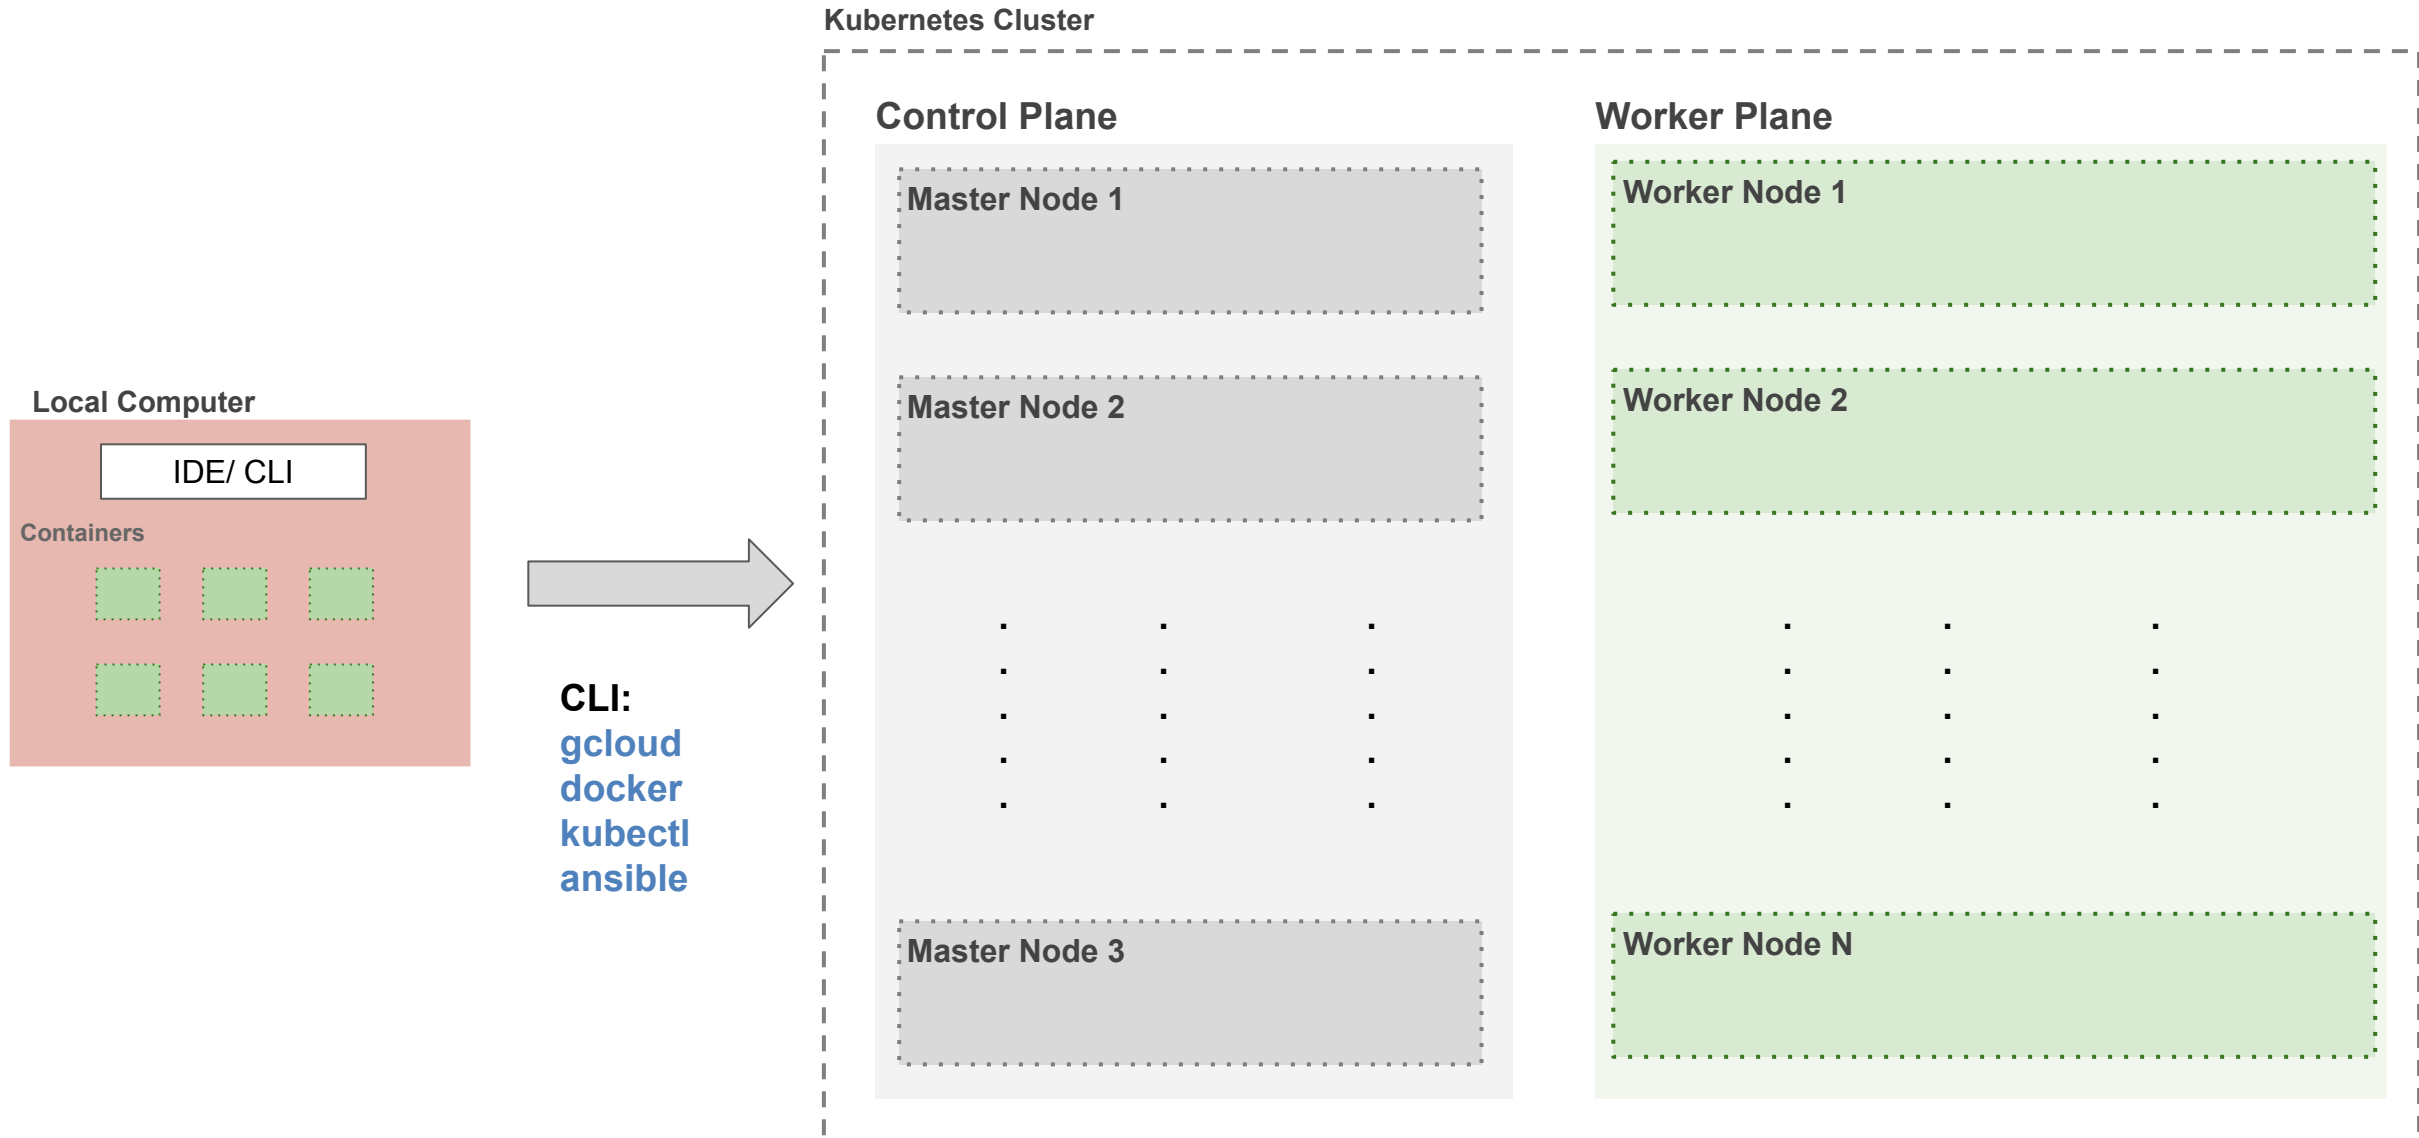 Kubernetes Cluster
Control Plane
Master Node 1
Master Node 2
Master Node 3
Worker Plane
Worker Node 1
Worker Node 2
Worker Node N
Local Computer
IDE/ CLI
Containers
CLI:
gcloud
docker
kubectl
ansible